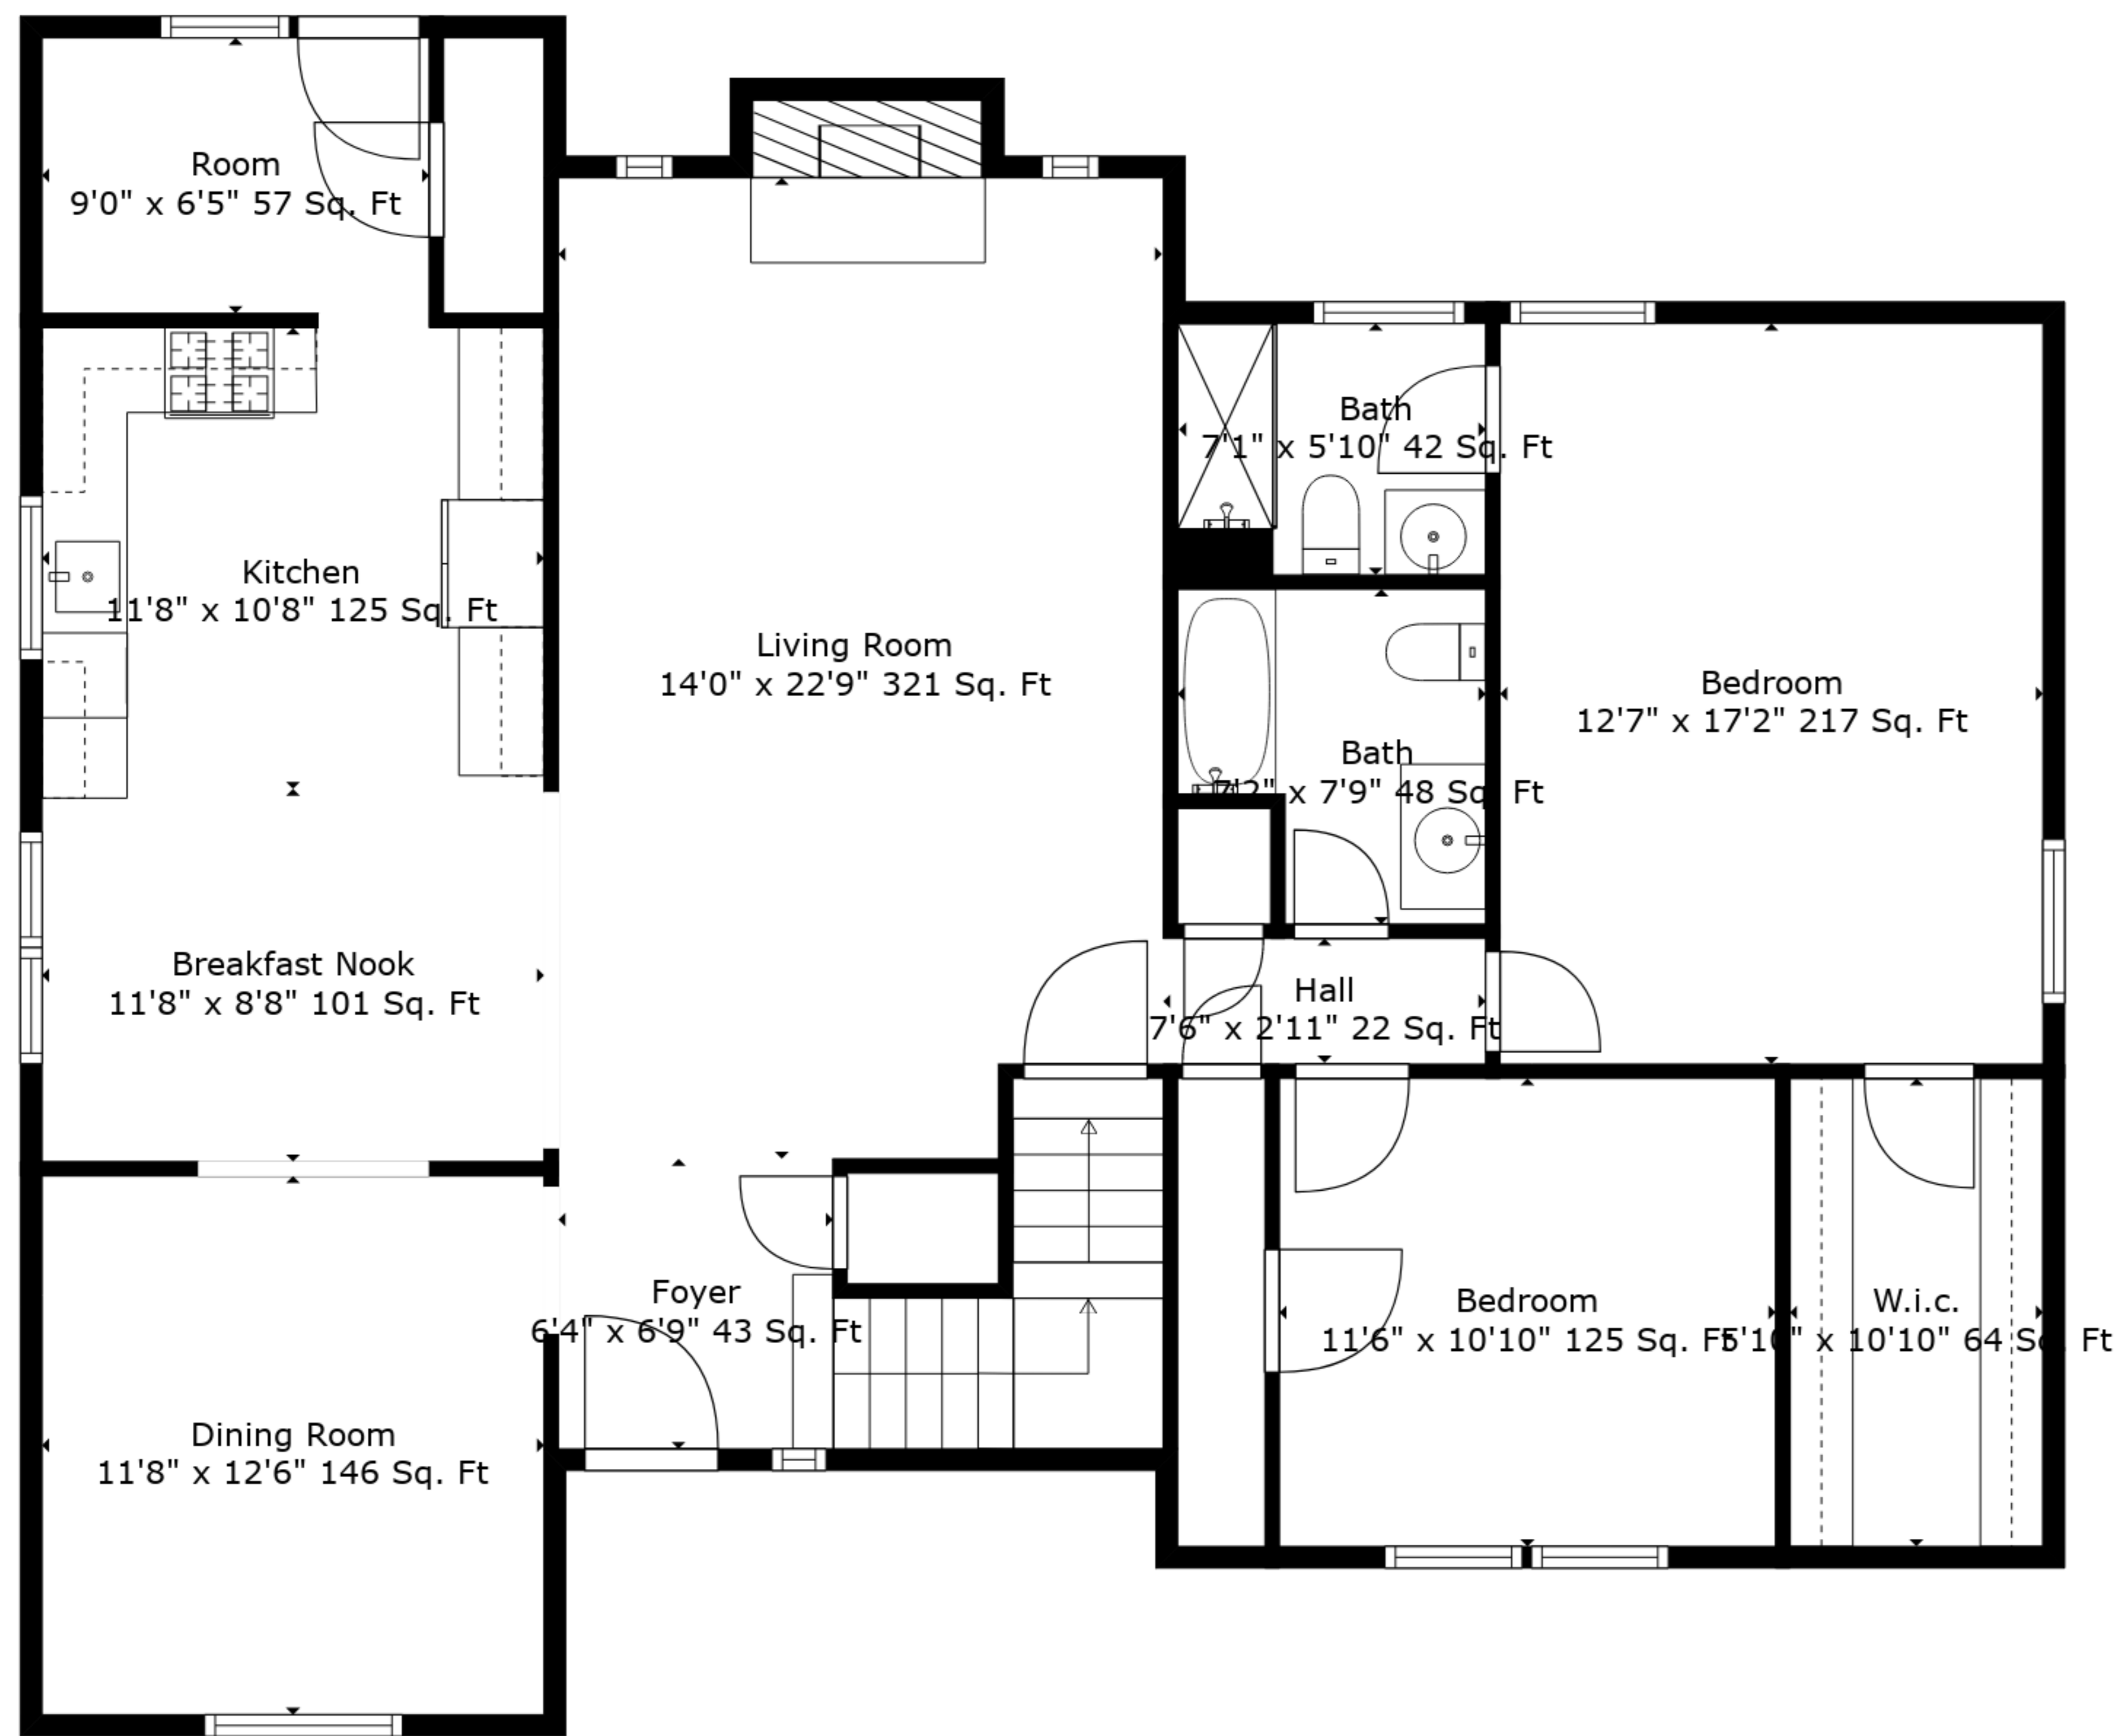 Room
9'0" x 6'5" 57 Sq. Ft
Bath
7'1" x 5'10" 42 Sq. Ft
Kitchen
11'8" x 10'8" 125 Sq. Ft
Living Room
14'0" x 22'9" 321 Sq. Ft
Bedroom
12'7" x 17'2" 217 Sq. Ft
Bath
7'2" x 7'9" 48 Sq. Ft
Breakfast Nook
11'8" x 8'8" 101 Sq. Ft
Hall
7'6" x 2'11" 22 Sq. Ft
Foyer
6'4" x 6'9" 43 Sq. Ft
Bedroom
11'6" x 10'10" 125 Sq. Ft
W.i.c.
5'10" x 10'10" 64 Sq. Ft
Dining Room
11'8" x 12'6" 146 Sq. Ft